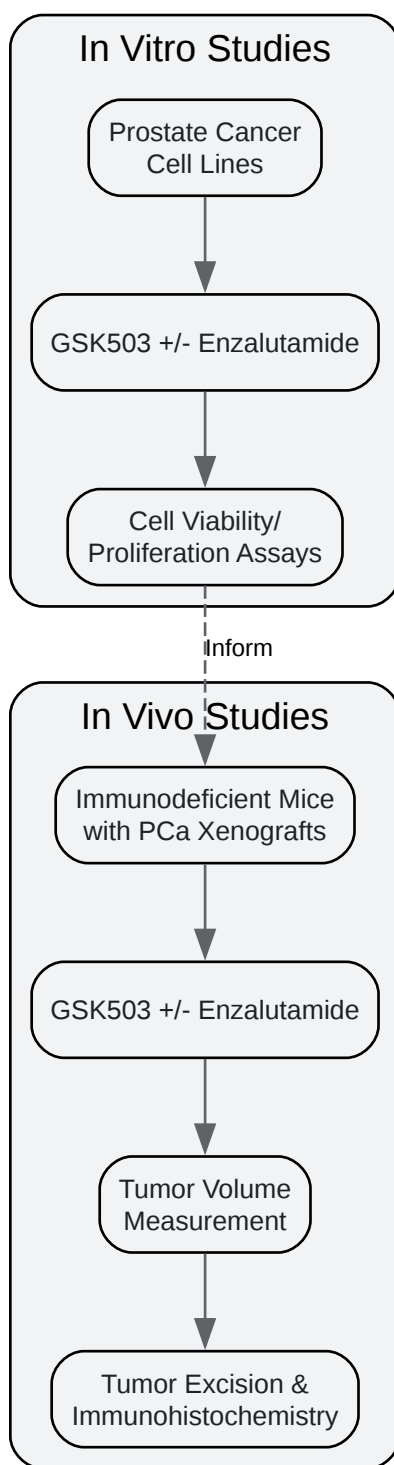 In Vitro Studies
Prostate Cancer
Cell Lines
GSK503 +/- Enzalutamide
Cell Viability/
Proliferation Assays
Inform
In Vivo Studies
Immunodeficient Mice
with PCa Xenografts
GSK503 +/- Enzalutamide
Tumor Volume
Measurement
Tumor Excision &
Immunohistochemistry